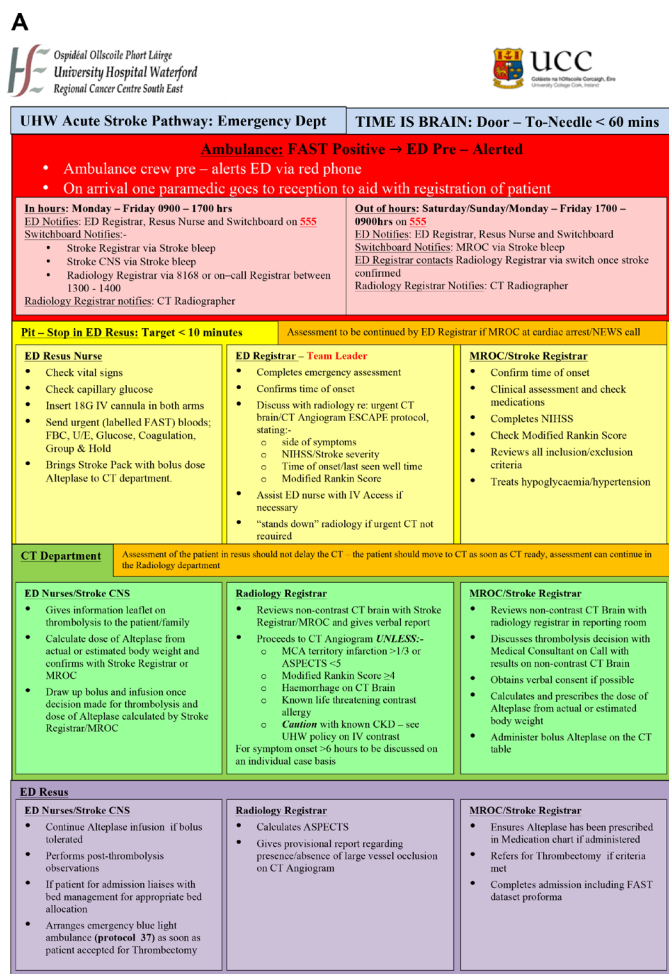 A
Ospidéal Ollscoile Phort Láirge
University Hospital Waterford
Regional Cancer Centre South East
UCC
Coláiste na hOllscoile Corcaigh, Éire
University College Cork, Ireland
UHW Acute Stroke Pathway: Emergency Dept
TIME IS BRAIN: Door – To-Needle < 60 mins
Ambulance: FAST Positive → ED Pre – Alerted
• Ambulance crew pre – alerts ED via red phone
• On arrival one paramedic goes to reception to aid with registration of patient
In hours: Monday – Friday 0900 – 1700 hrs
ED Notifies: ED Registrar, Resus Nurse and Switchboard on 555
Switchboard Notifies:-
• Stroke Registrar via Stroke bleep
• Stroke CNS via Stroke bleep
• Radiology Registrar via 8168 or on–call Registrar between
1300 - 1400
Radiology Registrar notifies: CT Radiographer
Out of hours: Saturday/Sunday/Monday – Friday 1700 –
0900hrs on 555
ED Notifies: ED Registrar, Resus Nurse and Switchboard
Switchboard Notifies: MROC via Stroke bleep
ED Registrar contacts Radiology Registrar via switch once stroke
confirmed
Radiology Registrar Notifies: CT Radiographer
Pit – Stop in ED Resus: Target < 10 minutes
Assessment to be continued by ED Registrar if MROC at cardiac arrest/NEWS call
ED Resus Nurse
• Check vital signs
• Check capillary glucose
• Insert 18G IV cannula in both arms
• Send urgent (labelled FAST) bloods;
FBC, U/E, Glucose, Coagulation,
Group & Hold
• Brings Stroke Pack with bolus dose
Alteplase to CT department.
ED Registrar – Team Leader
• Completes emergency assessment
• Confirms time of onset
• Discuss with radiology re: urgent CT
brain/CT Angiogram ESCAPE protocol,
stating:-
o side of symptoms
o NIHSS/Stroke severity
o Time of onset/last seen well time
o Modified Rankin Score
• Assist ED nurse with IV Access if
necessary
• “stands down” radiology if urgent CT not
required
MROC/Stroke Registrar
• Confirm time of onset
• Clinical assessment and check
medications
• Completes NIHSS
• Check Modified Rankin Score
• Reviews all inclusion/exclusion
criteria
• Treats hypoglycaemia/hypertension
CT Department
Assessment of the patient in resus should not delay the CT – the patient should move to CT as soon as CT ready, assessment can continue in
the Radiology department
ED Nurses/Stroke CNS
• Gives information leaflet on
thrombolysis to the patient/family
• Calculate dose of Alteplase from
actual or estimated body weight and
confirms with Stroke Registrar or
MROC
• Draw up bolus and infusion once
decision made for thrombolysis and
dose of Alteplase calculated by Stroke
Registrar/MROC
Radiology Registrar
• Reviews non-contrast CT brain with Stroke
Registrar/MROC and gives verbal report
• Proceeds to CT Angiogram UNLESS:-
o MCA territory infarction >1/3 or
ASPECTS <5
o Modified Rankin Score ≥4
o Haemorrhage on CT Brain
o Known life threatening contrast
allergy
o Caution with known CKD – see
UHW policy on IV contrast
For symptom onset >6 hours to be discussed on
an individual case basis
MROC/Stroke Registrar
• Reviews non-contrast CT Brain with
radiology registrar in reporting room
• Discusses thrombolysis decision with
Medical Consultant on Call with
results on non-contrast CT Brain
• Obtains verbal consent if possible
• Calculates and prescribes the dose of
Alteplase from actual or estimated
body weight
• Administer bolus Alteplase on the CT
table
ED Resus
ED Nurses/Stroke CNS
• Continue Alteplase infusion if bolus
tolerated
• Performs post-thrombolysis
observations
• If patient for admission liaises with
bed management for appropriate bed
allocation
• Arranges emergency blue light
ambulance (protocol 37) as soon as
patient accepted for Thrombectomy
Radiology Registrar
• Calculates ASPECTS
• Gives provisional report regarding
presence/absence of large vessel occlusion
on CT Angiogram
MROC/Stroke Registrar
• Ensures Alteplase has been prescribed
in Medication chart if administered
• Refers for Thrombectomy if criteria
met
• Completes admission including FAST
dataset proforma